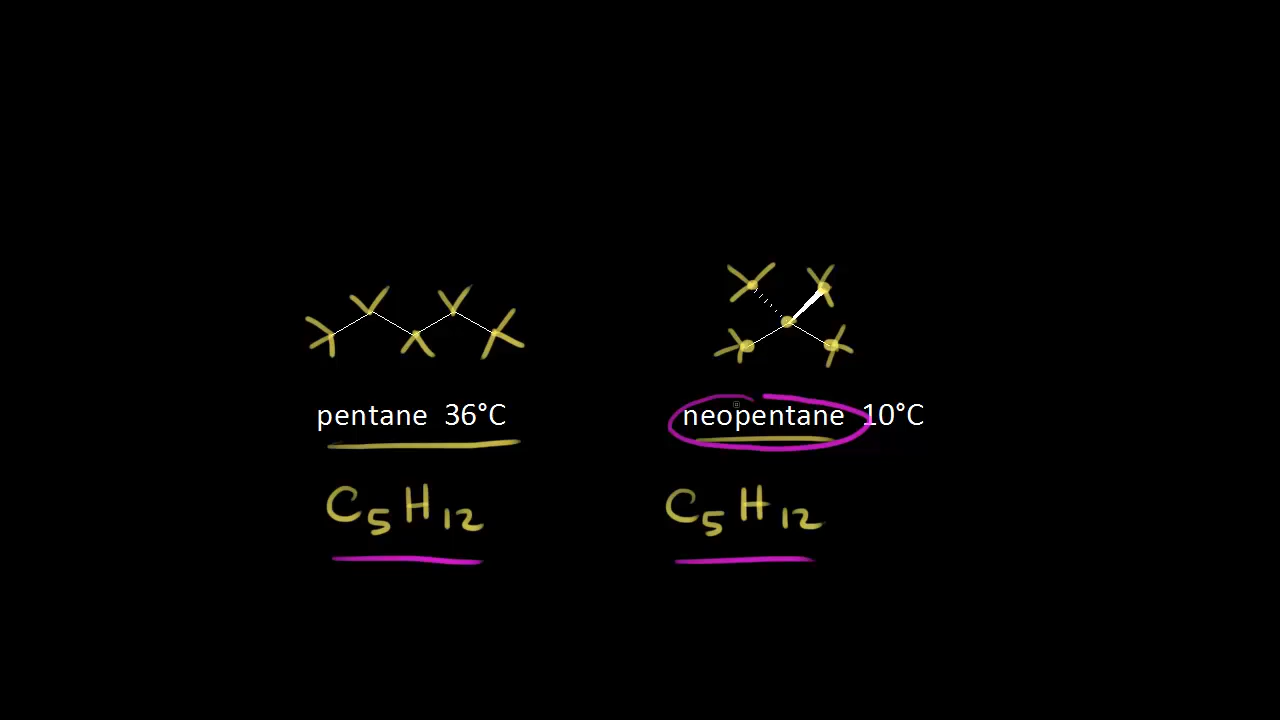 pentane 36°C
neopentane 10°C
C₅H₁₂
C₅H₁₂